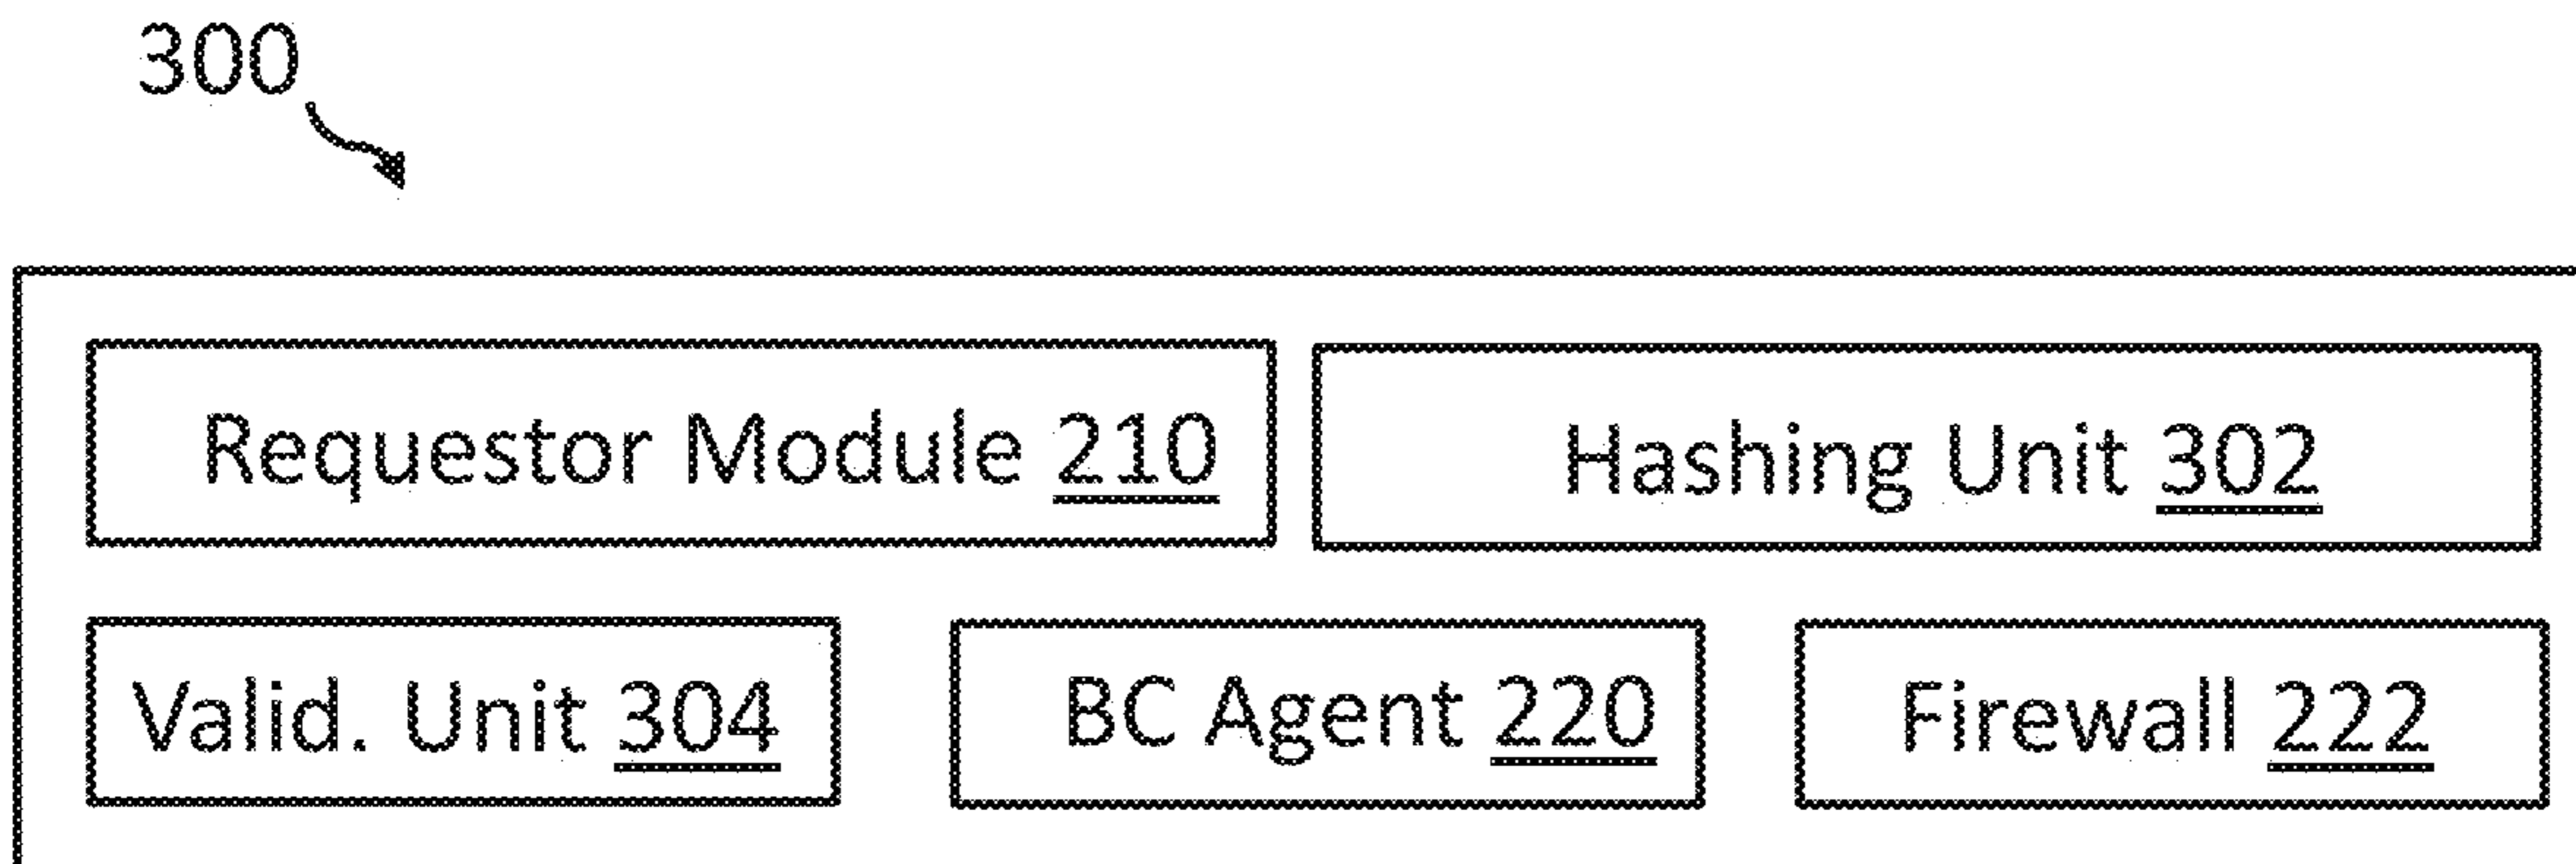 300
Requestor Module 210
Hashing Unit 302
Valid. Unit 304
BC Agent 220
Firewall 222